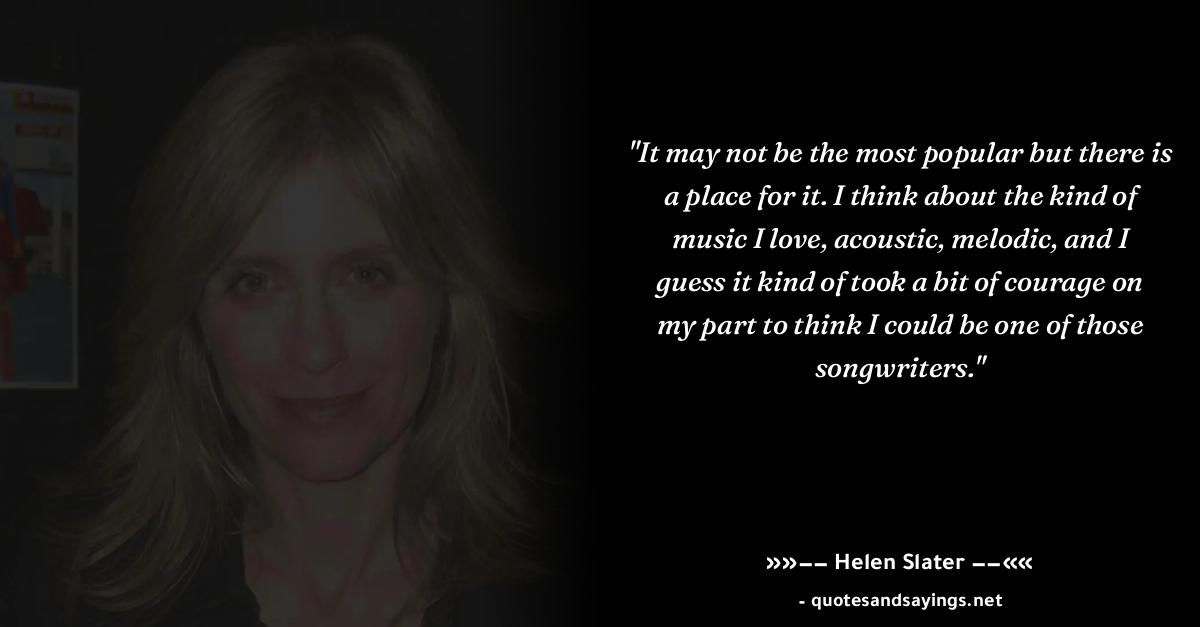 "It may not be the most popular but there is
a place for it. I think about the kind of
music I love, acoustic, melodic, and I
guess it kind of took a bit of courage on
my part to think I could be one of those
songwriters."
»»–– Helen Slater ––««
- quotesandsayings.net